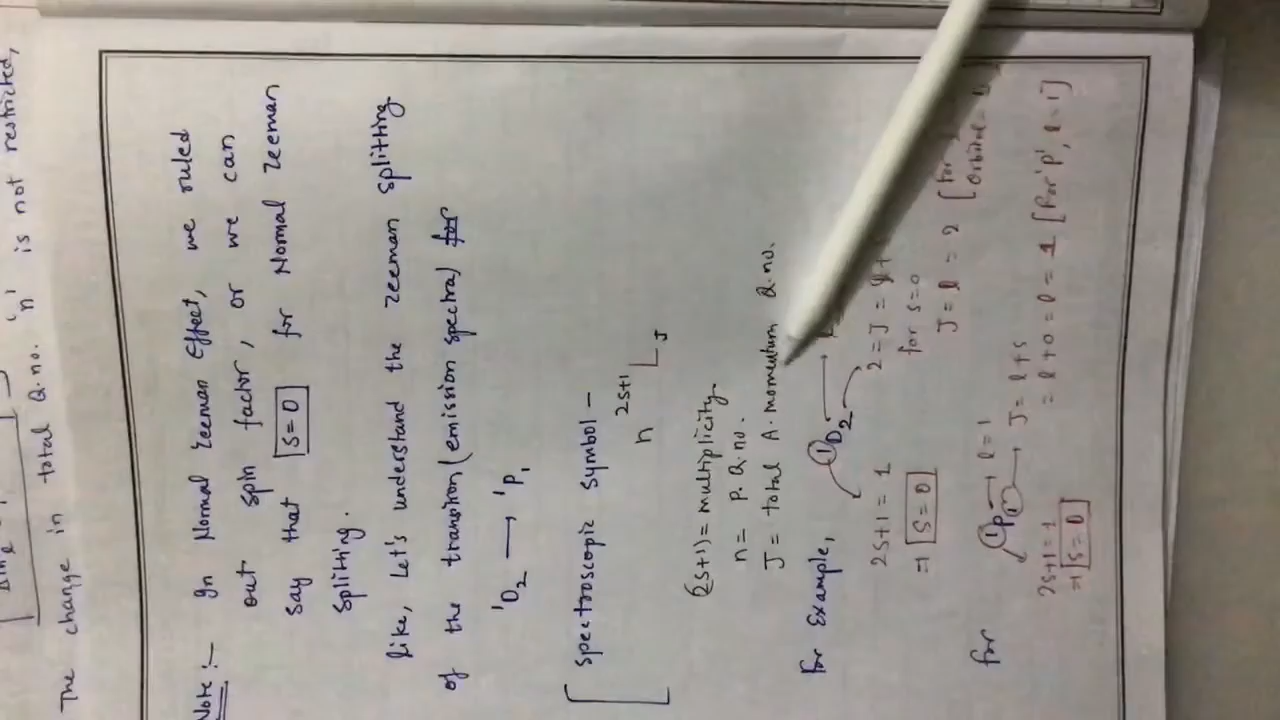 The change in total Q.no. 'n' is not restricted,
Note:- In Normal Zeeman Effect, we ruled
out spin factor, or we can
say that S=0 for Normal Zeeman
splitting.
like, Let's understand the zeeman splitting
of the transition (emission spectra) for
¹D₂ → ¹P₁
[ spectroscopic symbol -
n ²ˢ⁺¹L_J
(2s+1) = multiplicity
n = P. Q. no.
J = total A. momentum Q. no.
for Example, ¹D₂ →
2s+1 = 1 2 = J =
⇒ S=0 for s=0
J = l = 2 [for
orbital =
for ¹P₁ → l=1
2s+1=1 → J = l+s
⇒ S=0 = l+0 = l = 1 [for 'p', l=1]